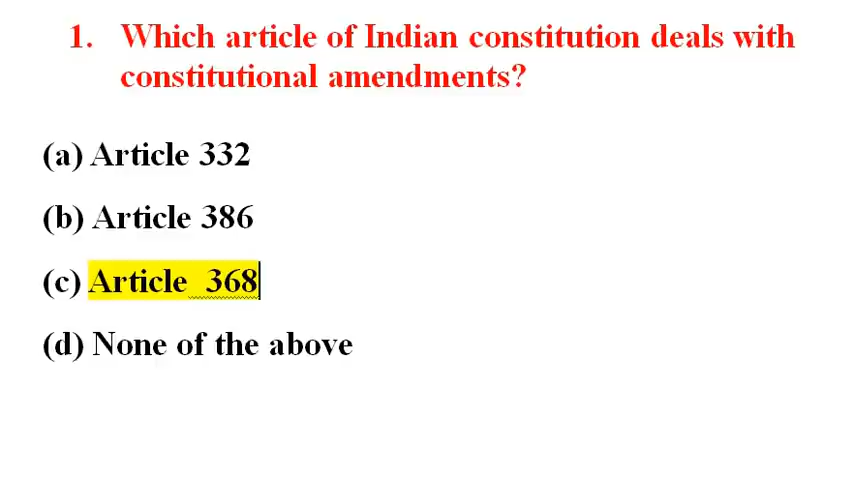 1. Which article of Indian constitution deals with
constitutional amendments?
(a) Article 332
(b) Article 386
(c) Article 368
(d) None of the above